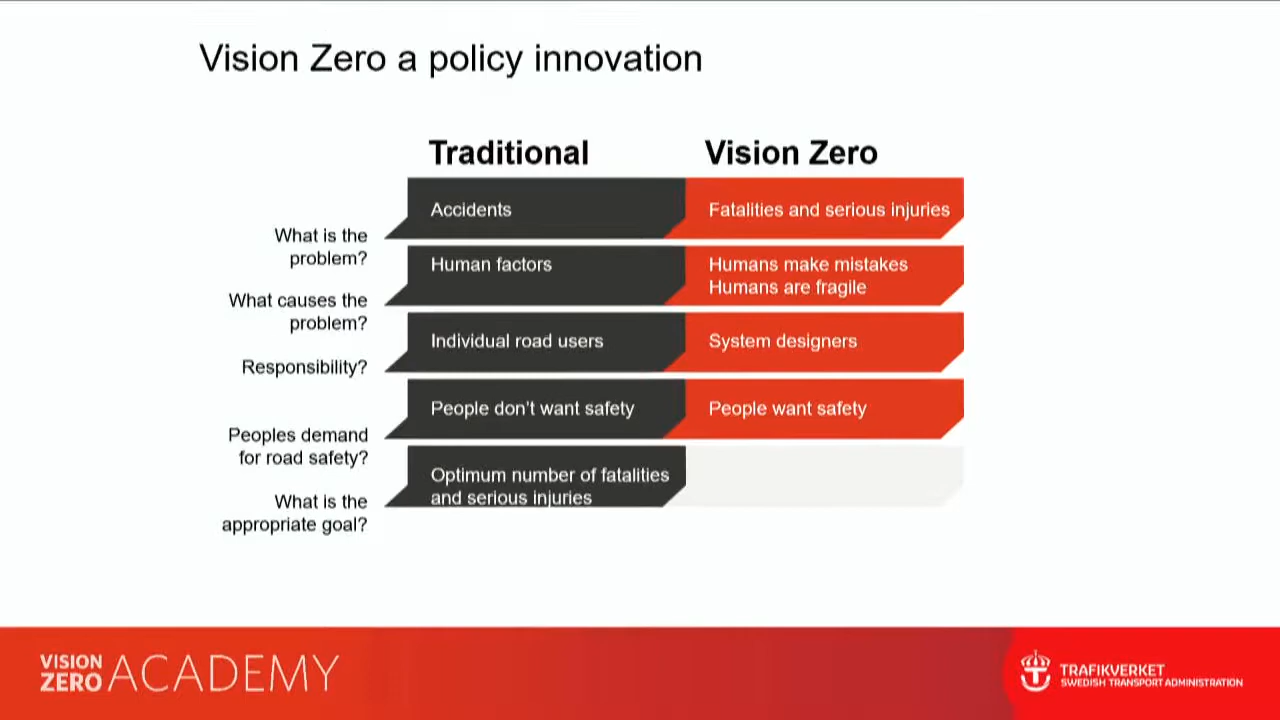 Vision Zero a policy innovation
Traditional
Vision Zero
What is the
problem?
Accidents
Fatalities and serious injuries
What causes the
problem?
Human factors
Humans make mistakes
Humans are fragile
Responsibility?
Individual road users
System designers
Peoples demand
for road safety?
People don't want safety
People want safety
What is the
appropriate goal?
Optimum number of fatalities
and serious injuries
VISION
ZERO ACADEMY
TRAFIKVERKET
SWEDISH TRANSPORT ADMINISTRATION